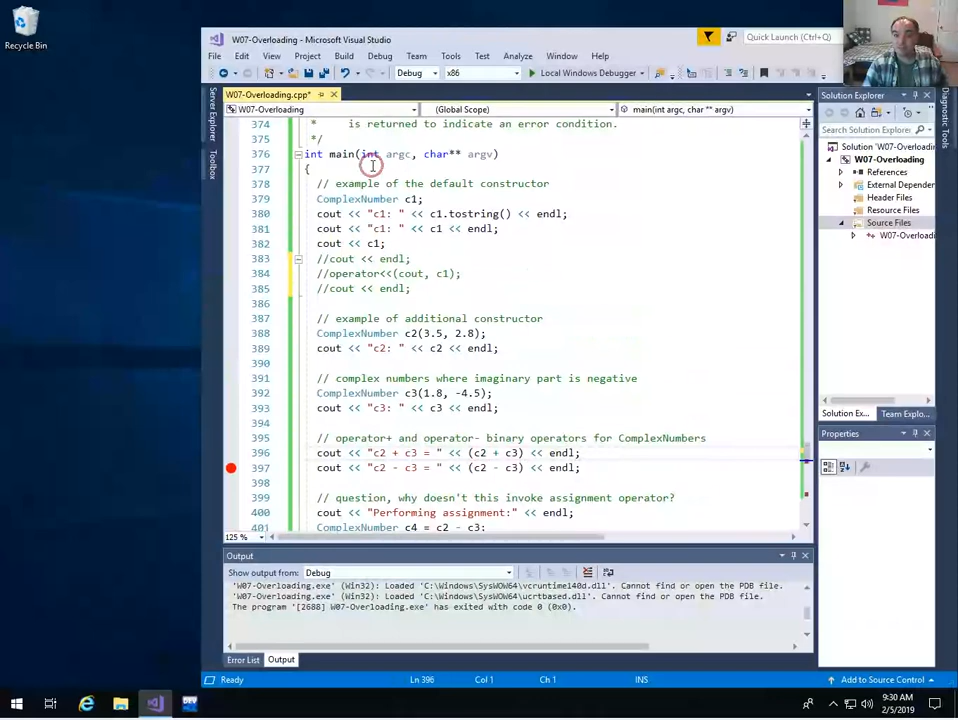 Recycle Bin
W07-Overloading - Microsoft Visual Studio
Quick Launch (Ctrl+Q)
File Edit View Project Build Debug Team Tools Test Analyze Window Help
Debug x86 Local Windows Debugger
Server Explorer
Toolbox
W07-Overloading.cpp*
W07-Overloading (Global Scope) main(int argc, char ** argv)
374 * is returned to indicate an error condition.
375 */
376 int main(int argc, char** argv)
377 {
378 // example of the default constructor
379 ComplexNumber c1;
380 cout << "c1: " << c1.tostring() << endl;
381 cout << "c1: " << c1 << endl;
382 cout << c1;
383 //cout << endl;
384 //operator<<(cout, c1);
385 //cout << endl;
386
387 // example of additional constructor
388 ComplexNumber c2(3.5, 2.8);
389 cout << "c2: " << c2 << endl;
390
391 // complex numbers where imaginary part is negative
392 ComplexNumber c3(1.8, -4.5);
393 cout << "c3: " << c3 << endl;
394
395 // operator+ and operator- binary operators for ComplexNumbers
396 cout << "c2 + c3 = " << (c2 + c3) << endl;
397 cout << "c2 - c3 = " << (c2 - c3) << endl;
398
399 // question, why doesn't this invoke assignment operator?
400 cout << "Performing assignment:" << endl;
401 ComplexNumber c4 = c2 - c3;
125 %
Output
Show output from: Debug
'W07-Overloading.exe' (Win32): Loaded 'C:\Windows\SysWOW64\vcruntime140d.dll'. Cannot find or open the PDB file.
'W07-Overloading.exe' (Win32): Loaded 'C:\Windows\SysWOW64\ucrtbased.dll'. Cannot find or open the PDB file.
The program '[2688] W07-Overloading.exe' has exited with code 0 (0x0).
Error List Output
Solution Explorer
Search Solution Explorer
Solution 'W07-Overloading
W07-Overloading
References
External Depende
Header Files
Resource Files
Source Files
W07-Overloadi
Solution Ex... Team Explo...
Properties
Diagnostic Tools
Ready Ln 396 Col 1 Ch 1 INS Add to Source Control
DEV
9:30 AM
2/5/2019